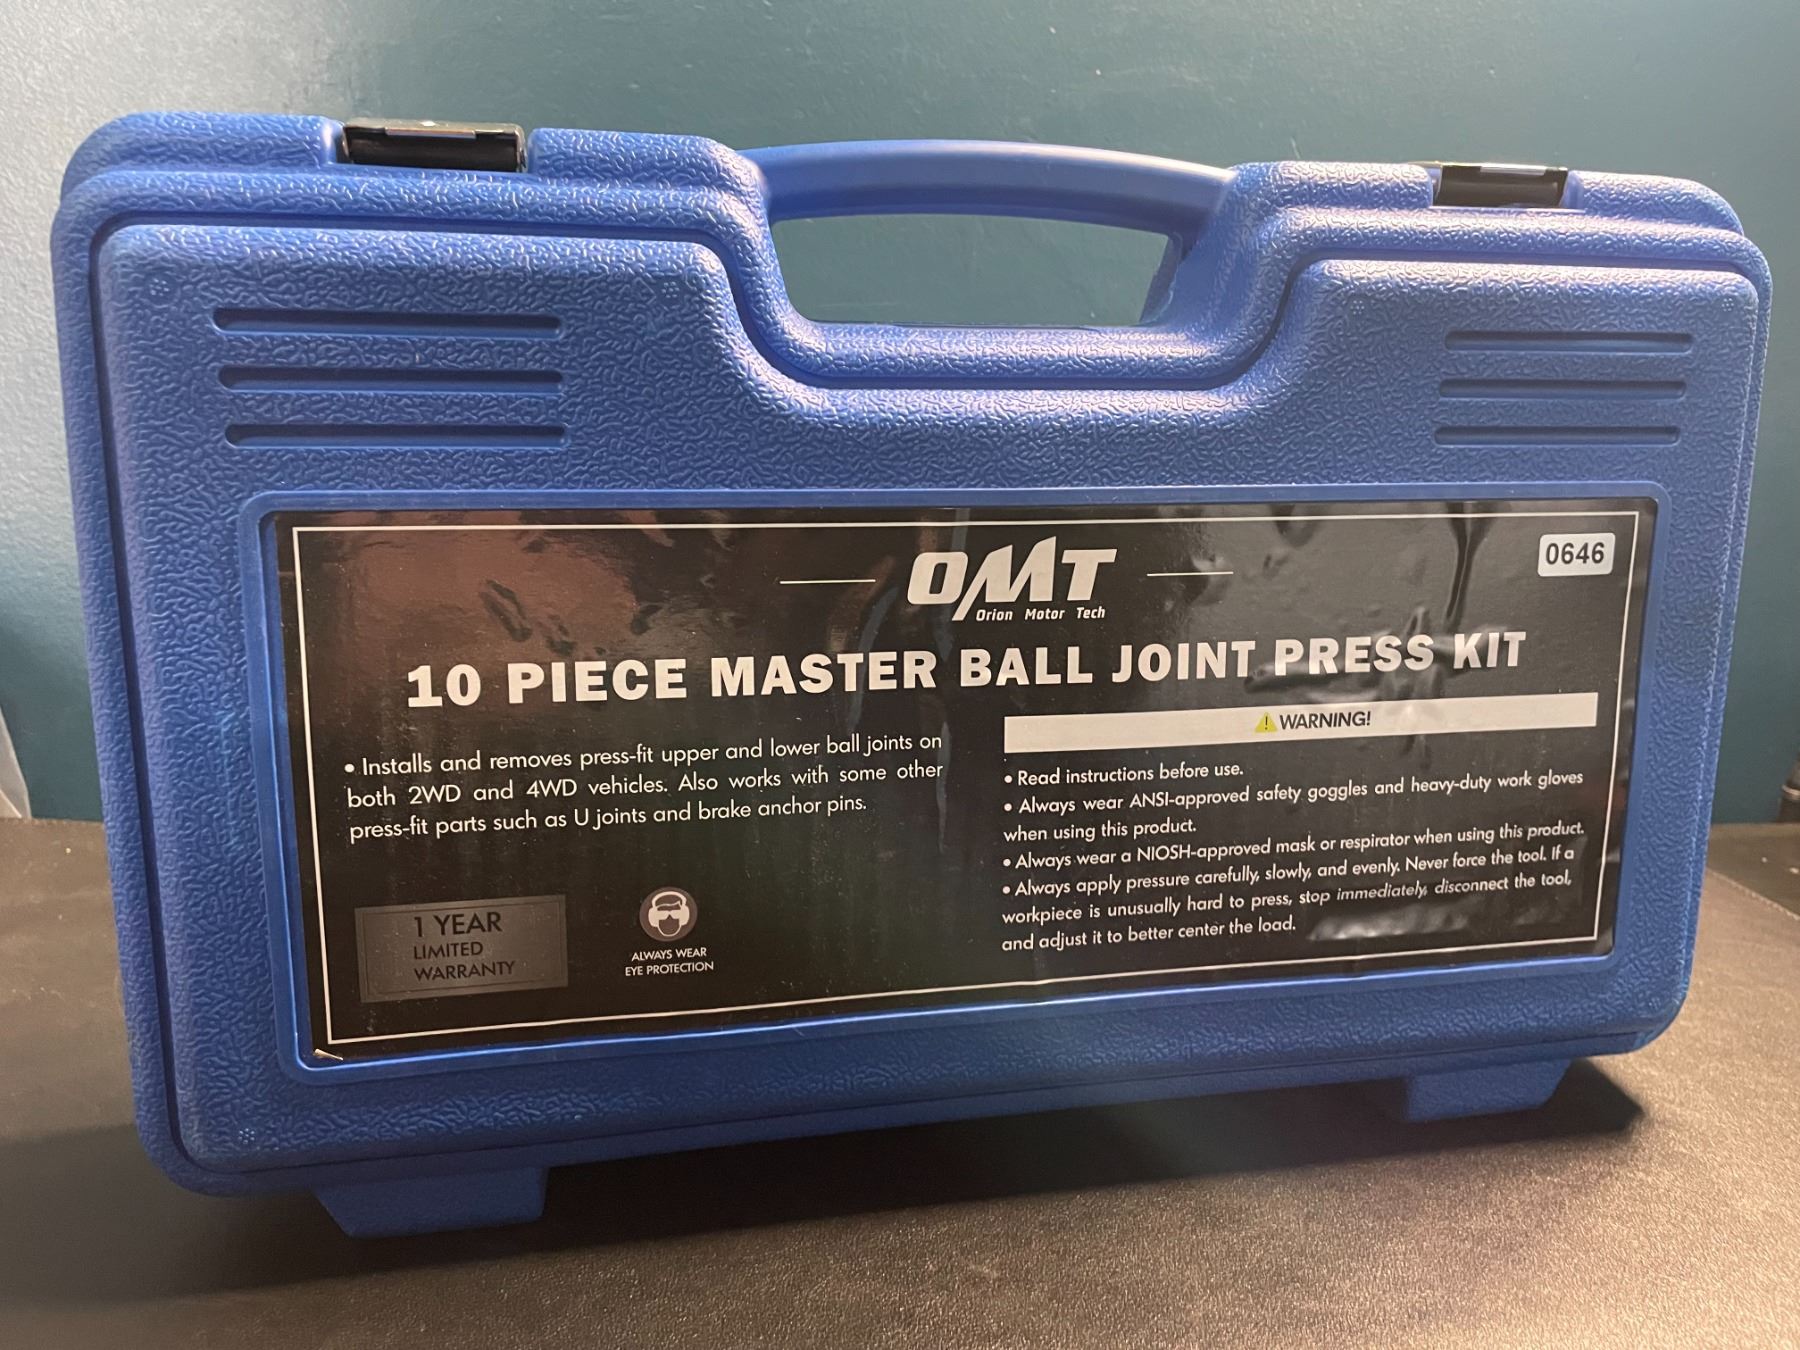 OMT
Orion Motor Tech
0646
10 PIECE MASTER BALL JOINT PRESS KIT
• Installs and removes press-fit upper and lower ball joints on
both 2WD and 4WD vehicles. Also works with some other
press-fit parts such as U joints and brake anchor pins.
1 YEAR
LIMITED
WARRANTY
ALWAYS WEAR
EYE PROTECTION
WARNING!
• Read instructions before use.
• Always wear ANSI-approved safety goggles and heavy-duty work gloves
when using this product.
• Always wear a NIOSH-approved mask or respirator when using this product.
• Always apply pressure carefully, slowly, and evenly. Never force the tool. If a
workpiece is unusually hard to press, stop immediately, disconnect the tool,
and adjust it to better center the load.